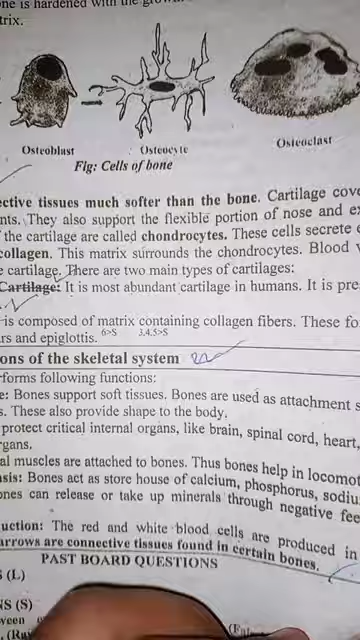 one is hardened with the grow
trix.
Osteoblast Osteocyte Osteoclast
Fig: Cells of bone
ective tissues much softer than the bone. Cartilage cove
nts. They also support the flexible portion of nose and e
f the cartilage are called chondrocytes. These cells secrete
collagen. This matrix surrounds the chondrocytes. Blood v
e cartilage. There are two main types of cartilages:
Cartilage: It is most abundant cartilage in humans. It is pre
is composed of matrix containing collagen fibers. These fo
rs and epiglottis. 6>S 3,4,5>S
ons of the skeletal system
forms following functions:
e: Bones support soft tissues. Bones are used as attachment s
s. These also provide shape to the body.
protect critical internal organs, like brain, spinal cord, heart,
rgans.
al muscles are attached to bones. Thus bones help in locomot
asis: Bones act as store house of calcium, phosphorus, sodiu
ones can release or take up minerals through negative fee
uction: The red and white blood cells are produced in
arrows are connective tissues found in certain bones.
PAST BOARD QUESTIONS
S (L)
NS (S)
ween